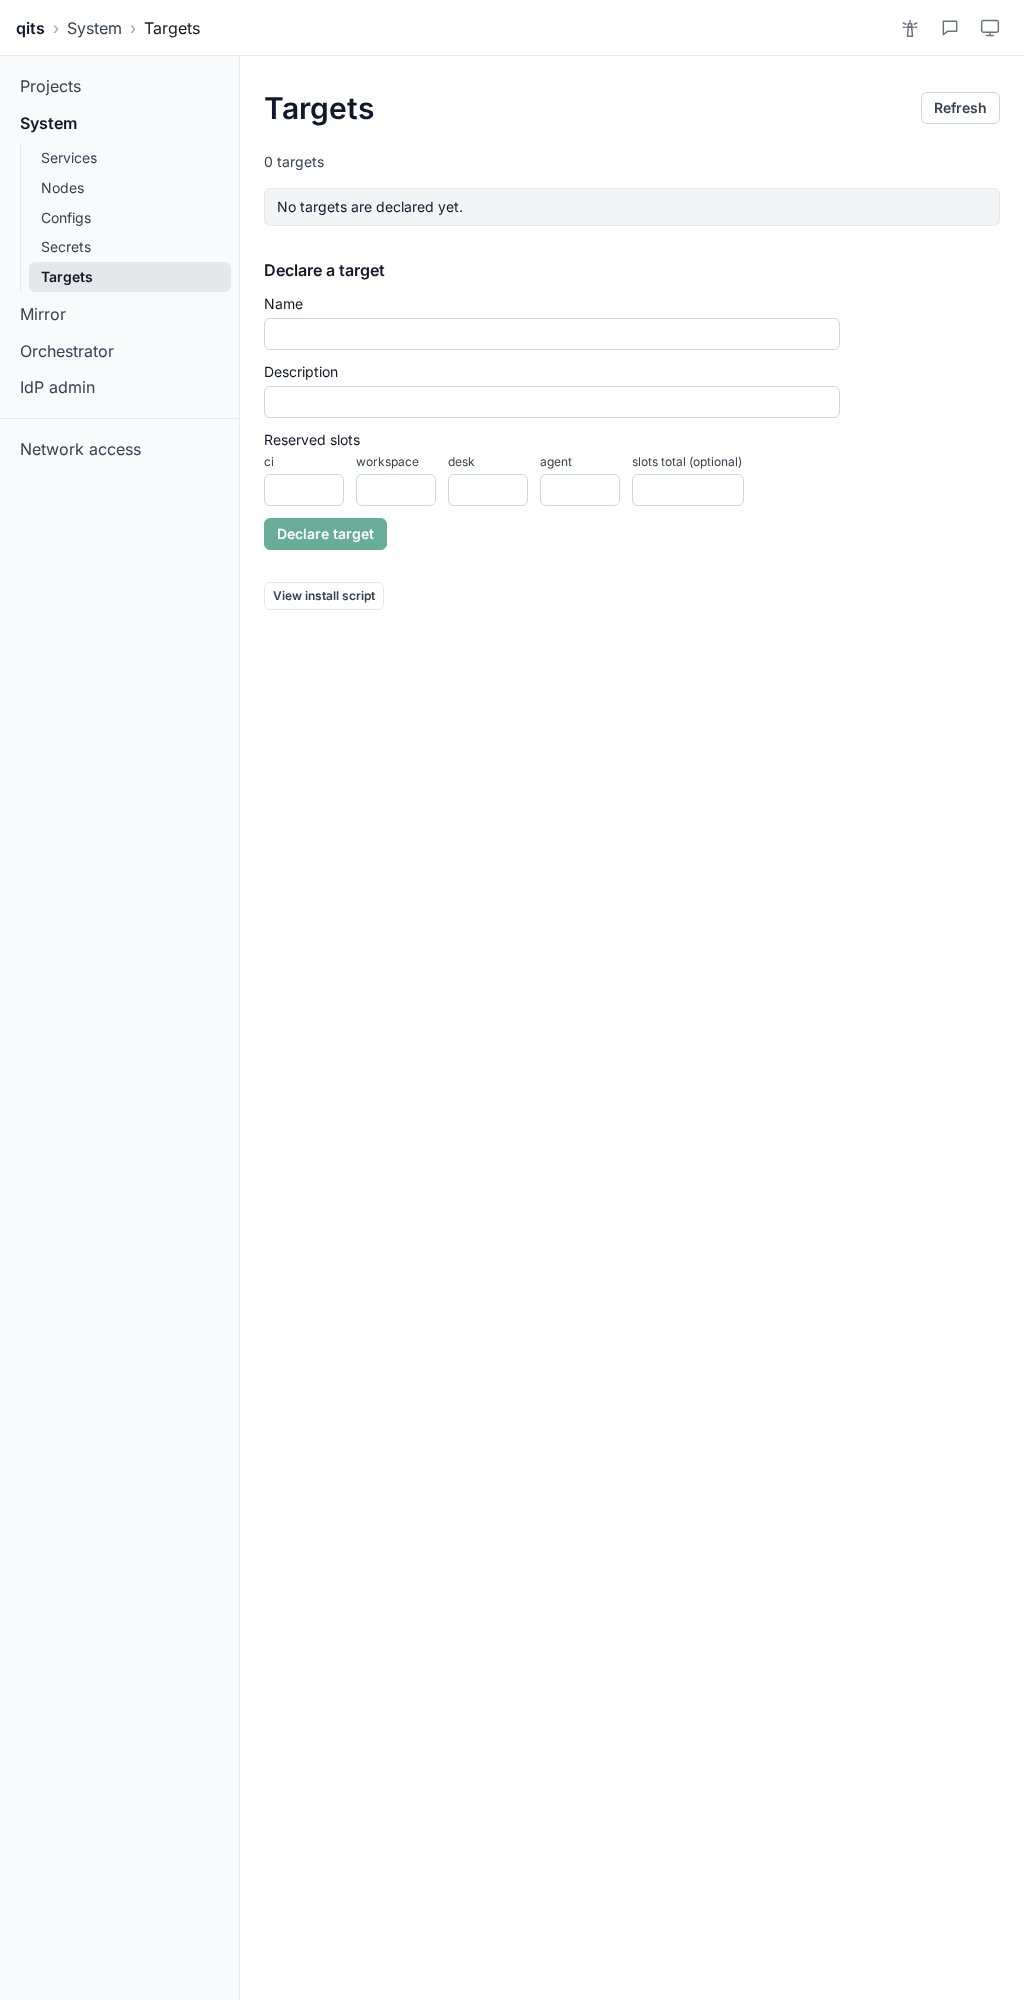 qits › System › Targets
Projects
System
Services
Nodes
Configs
Secrets
Targets
Mirror
Orchestrator
IdP admin
Network access
Targets
Refresh
0 targets
No targets are declared yet.
Declare a target
Name
Description
Reserved slots
ci workspace desk agent slots total (optional)
Declare target
View install script